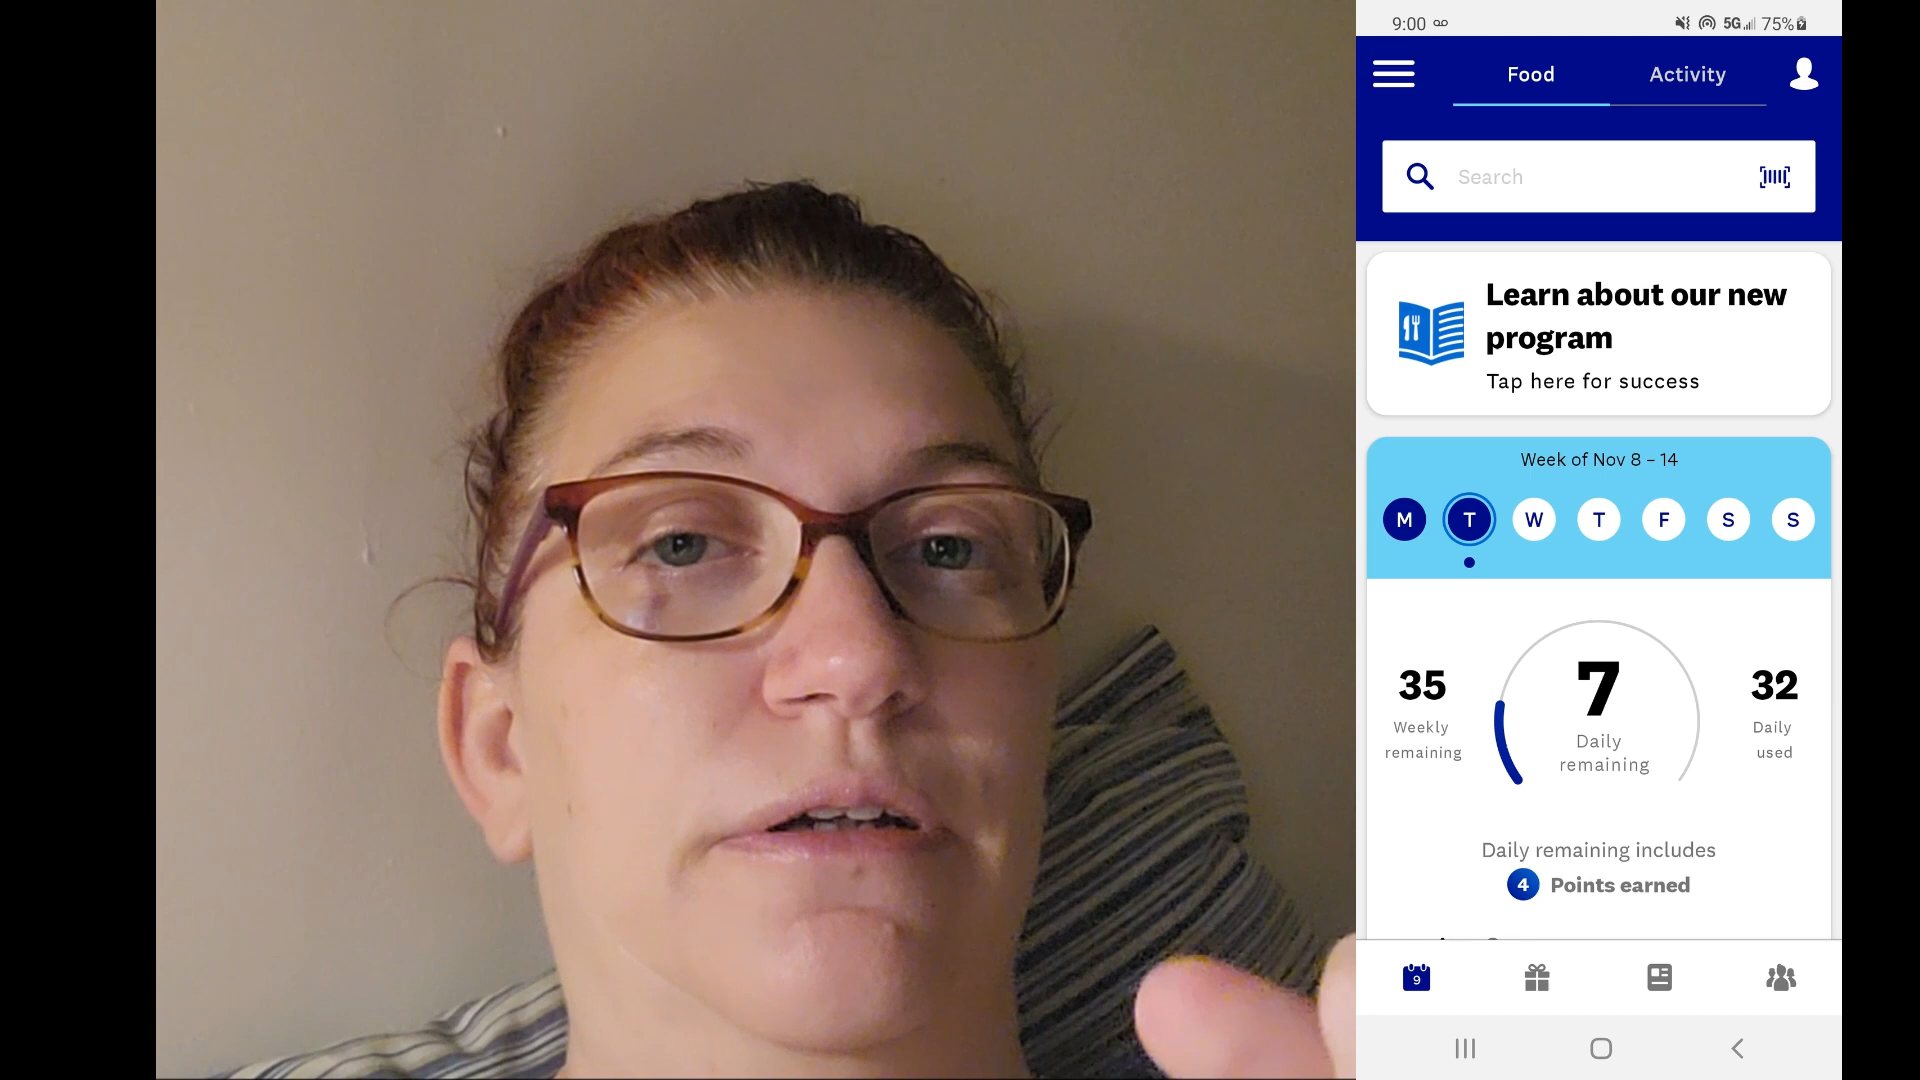 9:00 5G 75%
Food Activity
Search
Learn about our new
program
Tap here for success
Week of Nov 8 – 14
M T W T F S S
35 7 32
Weekly Daily Daily
remaining remaining used
Daily remaining includes
4 Points earned
9